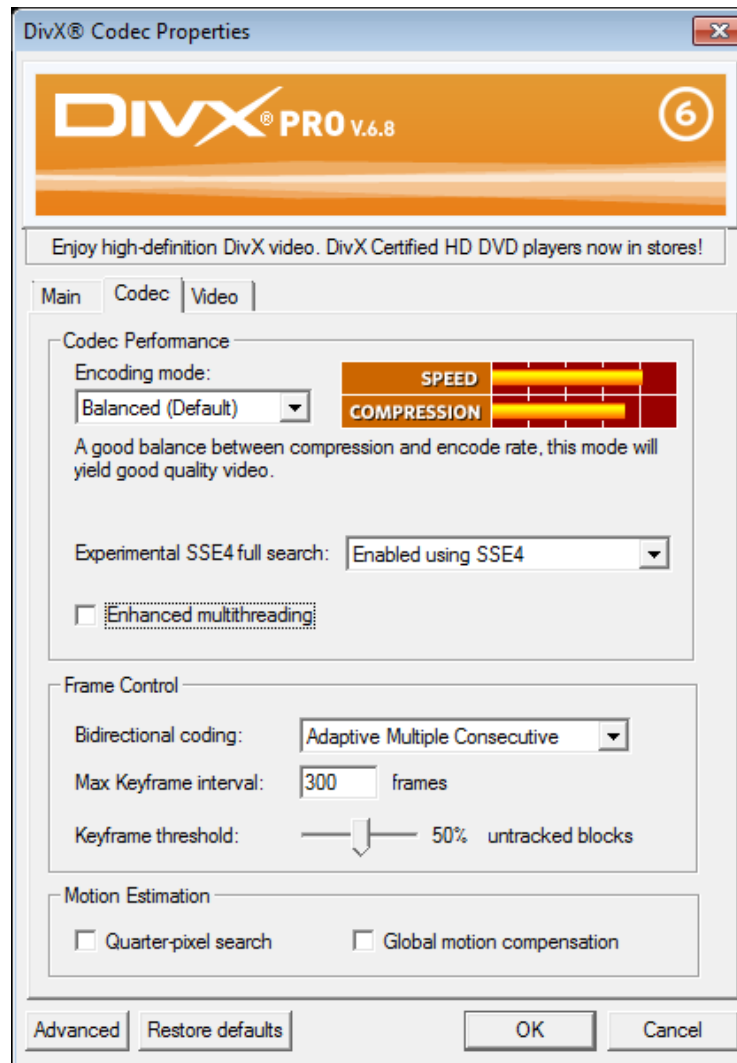 DivX® Codec Properties
DIVX® PRO V.6.8
6
Enjoy high-definition DivX video. DivX Certified HD DVD players now in stores!
Main Codec Video
Codec Performance
Encoding mode:
SPEED
Balanced (Default)
COMPRESSION
A good balance between compression and encode rate, this mode will
yield good quality video.
Experimental SSE4 full search: Enabled using SSE4
Enhanced multithreading
Frame Control
Bidirectional coding: Adaptive Multiple Consecutive
Max Keyframe interval: 300 frames
Keyframe threshold: 50% untracked blocks
Motion Estimation
Quarter-pixel search Global motion compensation
Advanced Restore defaults OK Cancel